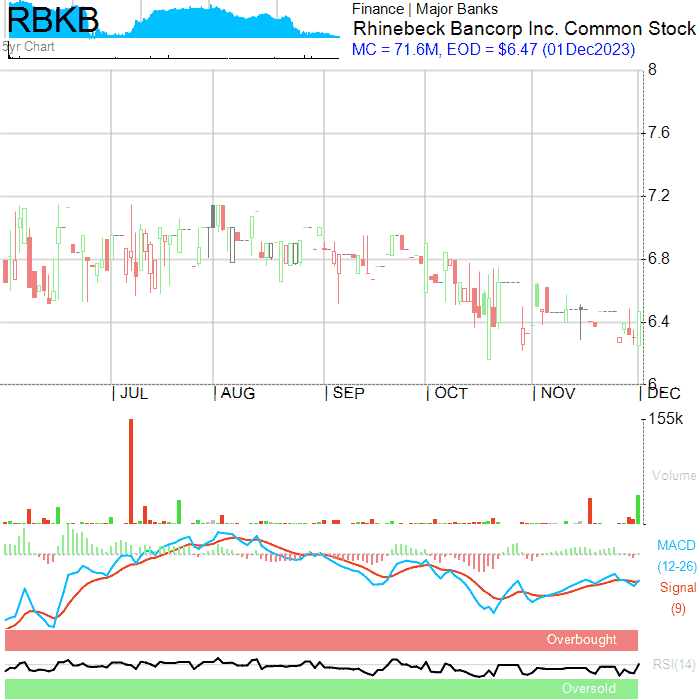 RBKB
Finance | Major Banks
Rhinebeck Bancorp Inc. Common Stock
MC = 71.6M, EOD = $6.47 (01Dec2023)
5yr Chart
8
7.6
7.2
6.8
6.4
6
| JUL | AUG | SEP | OCT | NOV | DEC
155k
Volume
MACD
(12-26)
Signal
(9)
Overbought
RSI(14)
Oversold